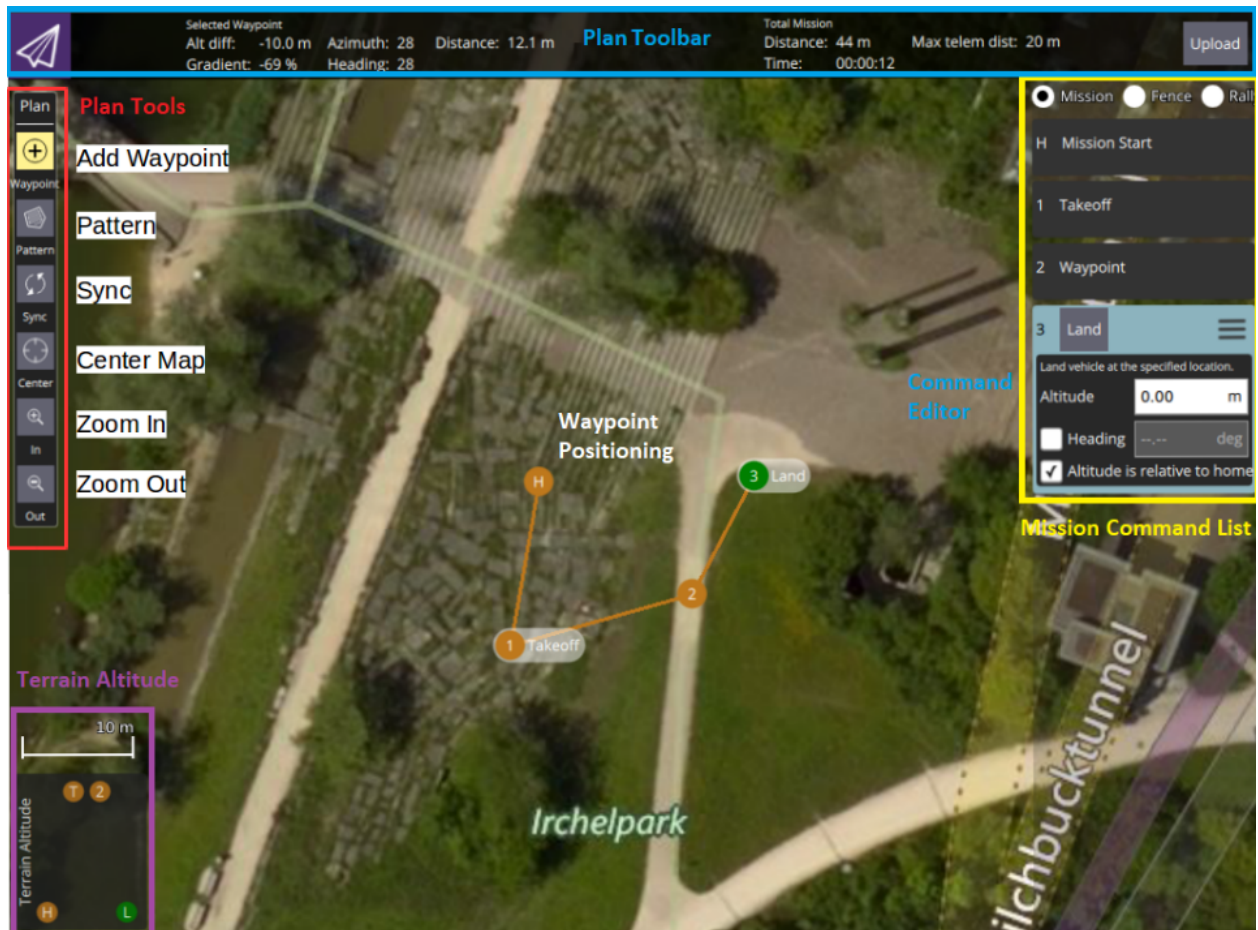 Selected Waypoint
Alt diff: -10.0 m Azimuth: 28 Distance: 12.1 m
Gradient: -69 % Heading: 28
Plan Toolbar
Total Mission
Distance: 44 m Max telem dist: 20 m
Time: 00:00:12
Upload
Plan
Plan Tools
Add Waypoint
Waypoint
Pattern
Pattern
Sync
Sync
Center Map
Center
Zoom In
In
Zoom Out
Out
Mission Fence Rall
H Mission Start
1 Takeoff
2 Waypoint
3 Land
Land vehicle at the specified location.
Altitude 0.00 m
Heading --.-- deg
Altitude is relative to home
Command
Editor
Mission Command List
Waypoint
Positioning
H
3 Land
2
1 Takeoff
Terrain Altitude
10 m
T 2
Terrain Altitude
H L
Irchelpark
ilchbucktunnel